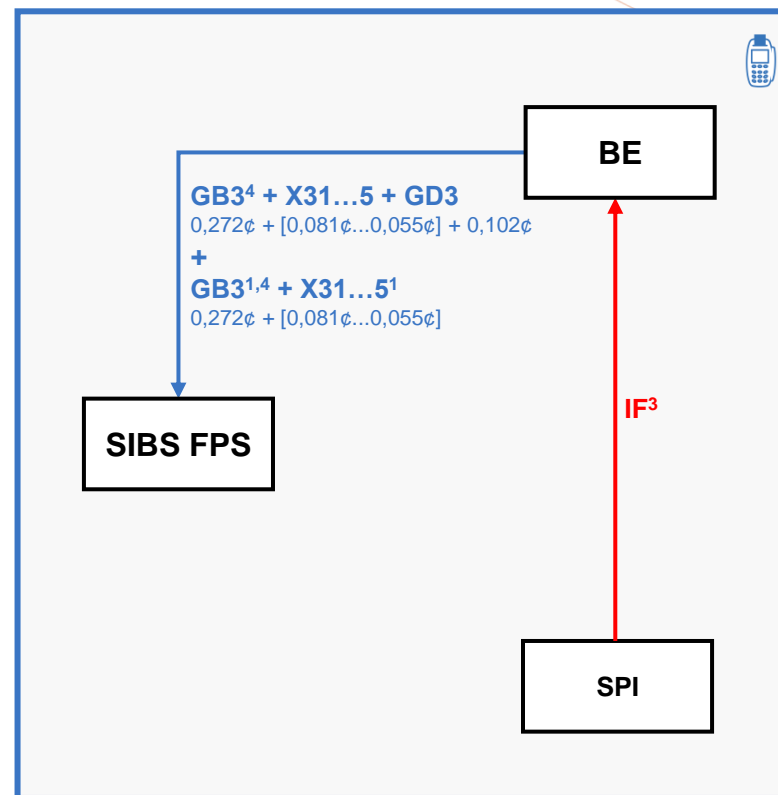 BE
GB3⁴ + X31…5 + GD3
0,272¢ + [0,081¢...0,055¢] + 0,102¢
+
GB3¹,⁴ + X31…5¹
0,272¢ + [0,081¢...0,055¢]
IF³
SIBS FPS
SPI